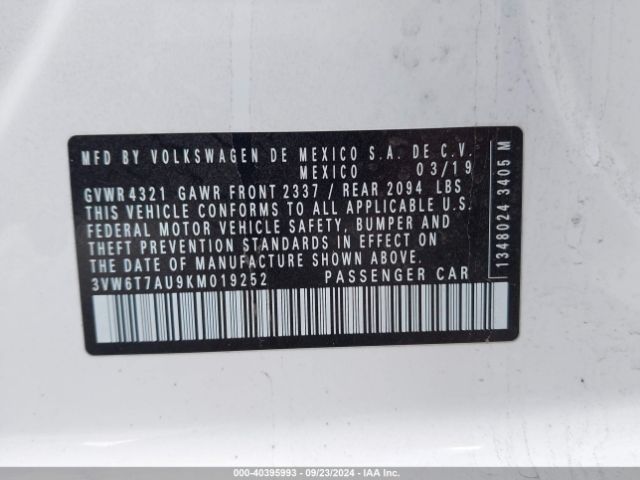 MFD BY VOLKSWAGEN DE MEXICO S.A. DE C.V.
MEXICO 03/19
GVWR 4321 GAWR FRONT 2337 / REAR 2094 LBS
THIS VEHICLE CONFORMS TO ALL APPLICABLE U.S.
FEDERAL MOTOR VEHICLE SAFETY, BUMPER AND
THEFT PREVENTION STANDARDS IN EFFECT ON
THE DATE OF MANUFACTURE SHOWN ABOVE.
3VW6T7AU9KM019252 PASSENGER CAR
1348024 3405 M
000-40395993 - 09/23/2024 - IAA Inc.